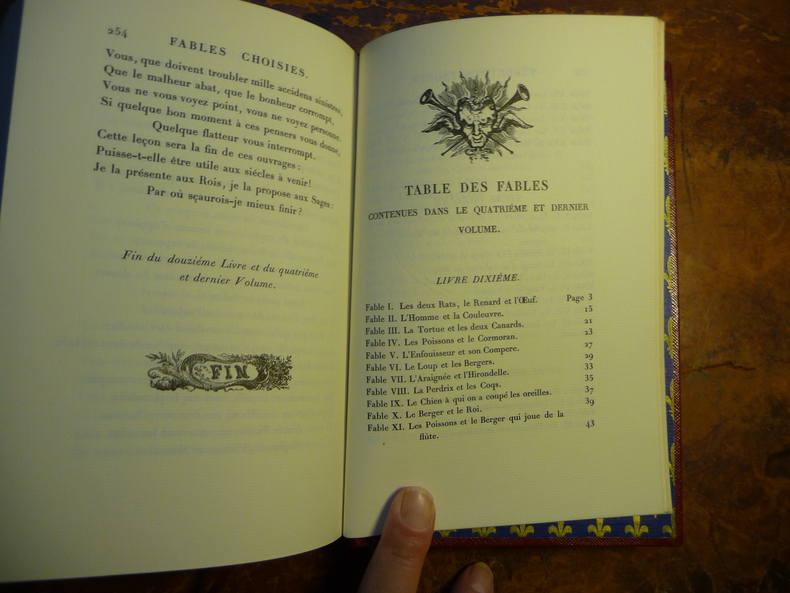 234
FABLES CHOISIES.
Vous, que doivent troubler mille accidens sinistres,
Que le malheur abat, que le bonheur corrompt,
Vous ne vous voyez point, vous ne voyez personne.
Si quelque bon moment à ces pensers vous donne,
Quelque flatteur vous interrompt.
Cette leçon sera la fin de ces ouvrages :
Puisse-t-elle être utile aux siécles à venir !
Je la présente aux Rois, je la propose aux Sages :
Par où sçaurois-je mieux finir ?
Fin du douziéme Livre et du quatriéme
et dernier Volume.
FIN
TABLE DES FABLES
CONTENUES DANS LE QUATRIÉME ET DERNIER
VOLUME.
LIVRE DIXIÉME.
Fable I. Les deux Rats, le Renard et l'Œuf. Page 3
Fable II. L'Homme et la Couleuvre. 15
Fable III. La Tortue et les deux Canards. 21
Fable IV. Les Poissons et le Cormoran. 23
Fable V. L'Enfouisseur et son Compere. 27
Fable VI. Le Loup et les Bergers. 29
Fable VII. L'Araignée et l'Hirondelle. 33
Fable VIII. La Perdrix et les Coqs. 35
Fable IX. Le Chien à qui on a coupé les oreilles. 37
Fable X. Le Berger et le Roi. 39
Fable XI. Les Poissons et le Berger qui joue de la
flûte. 43